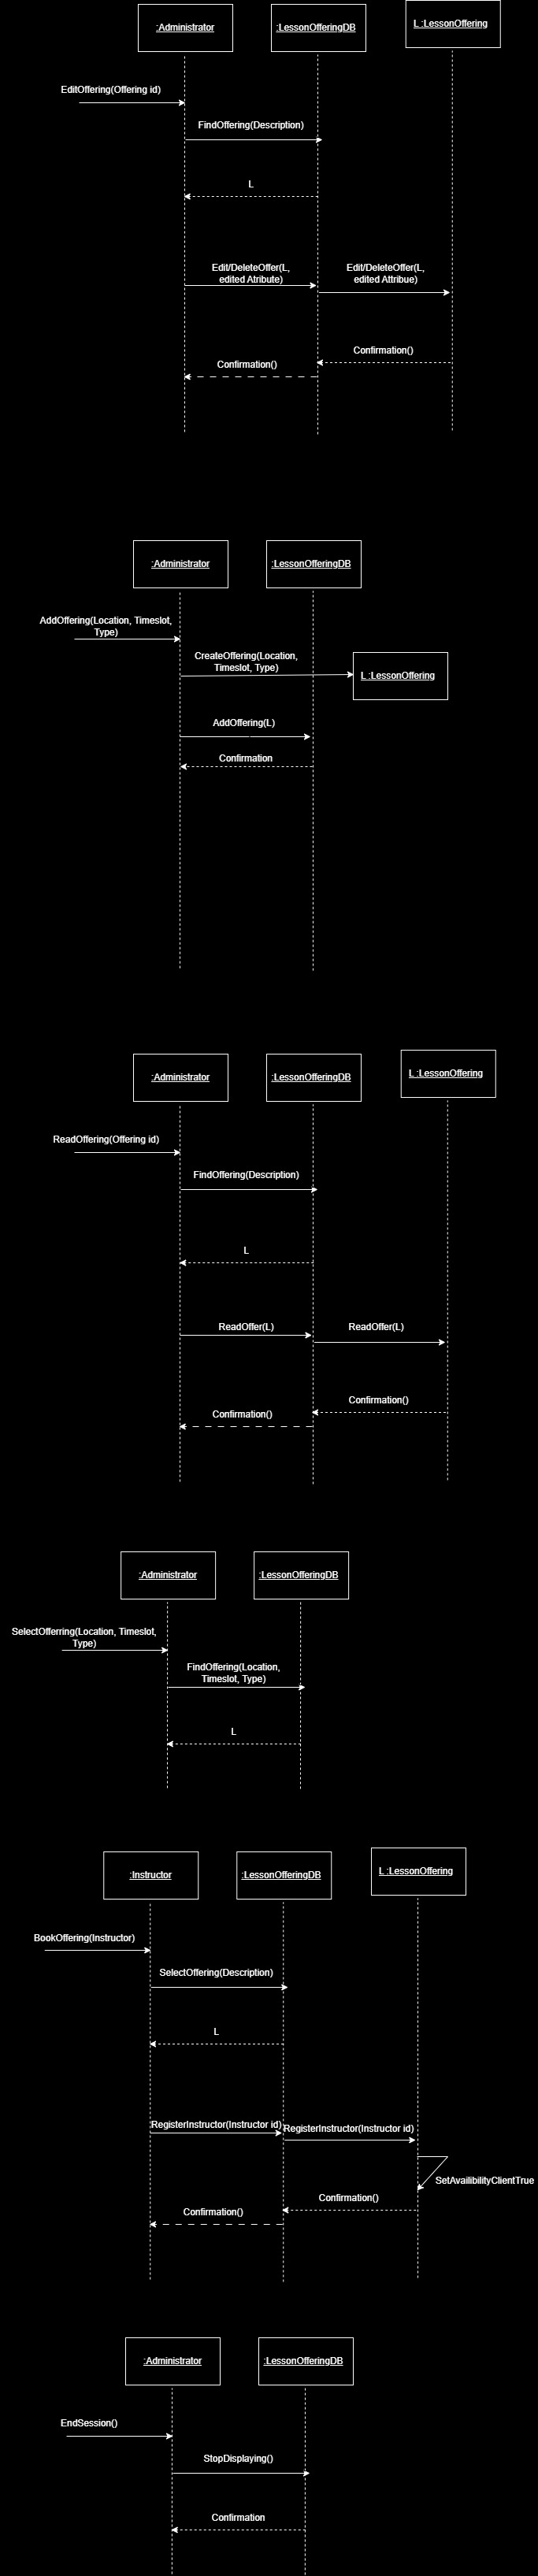 :Administrator
:LessonOfferingDB
L :LessonOffering
EditOffering(Offering id)
FindOffering(Description)
L
Edit/DeleteOffer(L,
edited Atribute)
Edit/DeleteOffer(L,
edited Attribue)
Confirmation()
Confirmation()
:Administrator
:LessonOfferingDB
AddOffering(Location, Timeslot,
Type)
CreateOffering(Location,
Timeslot, Type)
L :LessonOffering
AddOffering(L)
Confirmation
:Administrator
:LessonOfferingDB
L :LessonOffering
ReadOffering(Offering id)
FindOffering(Description)
L
ReadOffer(L)
ReadOffer(L)
Confirmation()
Confirmation()
:Administrator
:LessonOfferingDB
SelectOfferring(Location, Timeslot,
Type)
FindOffering(Location,
Timeslot, Type)
L
:Instructor
:LessonOfferingDB
L :LessonOffering
BookOffering(Instructor)
SelectOffering(Description)
L
RegisterInstructor(Instructor id)
RegisterInstructor(Instructor id)
SetAvailibilityClientTrue
Confirmation()
Confirmation()
:Administrator
:LessonOfferingDB
EndSession()
StopDisplaying()
Confirmation